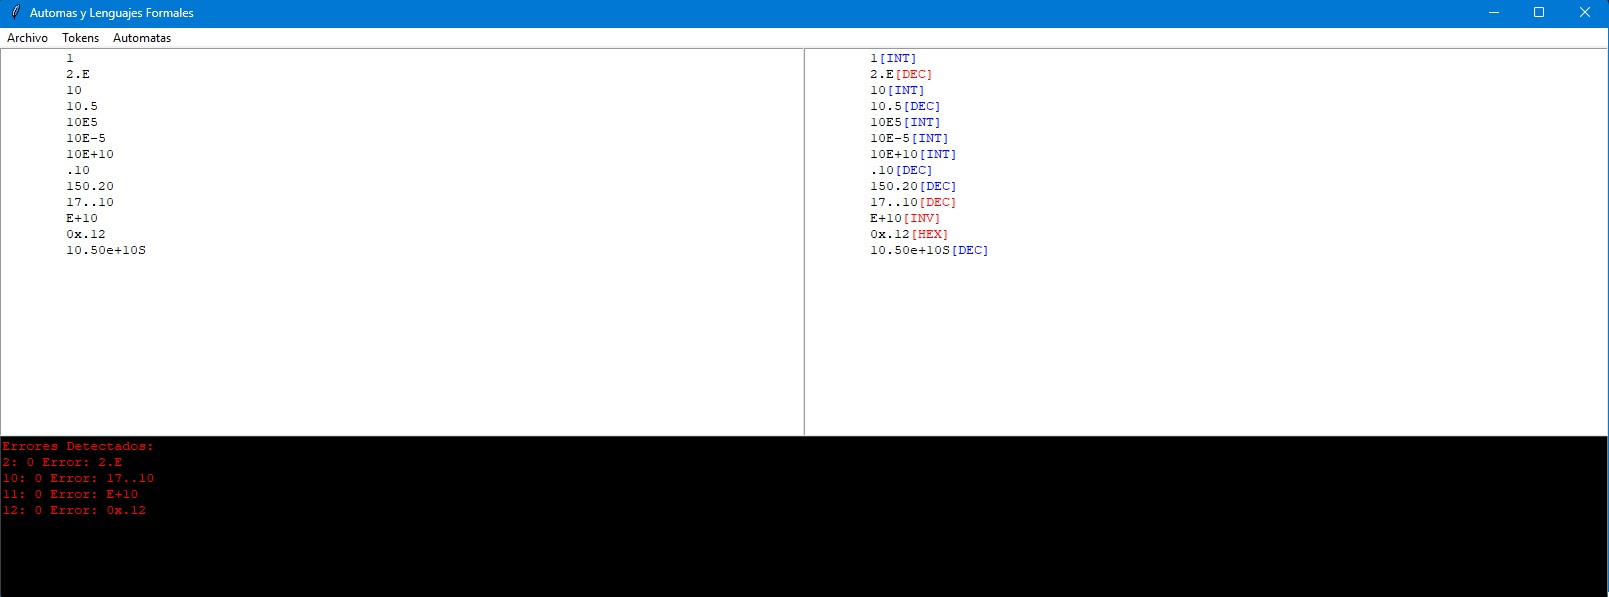 Automas y Lenguajes Formales
Archivo Tokens Automatas
1
2.E
10
10.5
10E5
10E-5
10E+10
.10
150.20
17..10
E+10
0x.12
10.50e+10S
1[INT]
2.E[DEC]
10[INT]
10.5[DEC]
10E5[INT]
10E-5[INT]
10E+10[INT]
.10[DEC]
150.20[DEC]
17..10[DEC]
E+10[INV]
0x.12[HEX]
10.50e+10S[DEC]
Errores Detectados:
2: 0 Error: 2.E
10: 0 Error: 17..10
11: 0 Error: E+10
12: 0 Error: 0x.12